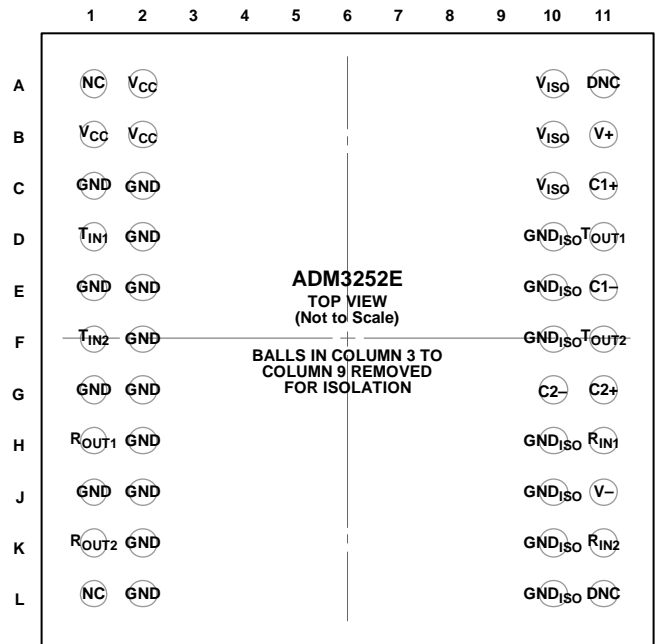 1 2 3 4 5 6 7 8 9 10 11
A NC VCC VISO DNC
B VCC VCC VISO V+
C GND GND VISO C1+
D TIN1 GND GNDISO TOUT1
E GND GND GNDISO C1–
ADM3252E
TOP VIEW
(Not to Scale)
F TIN2 GND GNDISO TOUT2
BALLS IN COLUMN 3 TO
COLUMN 9 REMOVED
FOR ISOLATION
G GND GND C2– C2+
H ROUT1 GND GNDISO RIN1
J GND GND GNDISO V–
K ROUT2 GND GNDISO RIN2
L NC GND GNDISO DNC